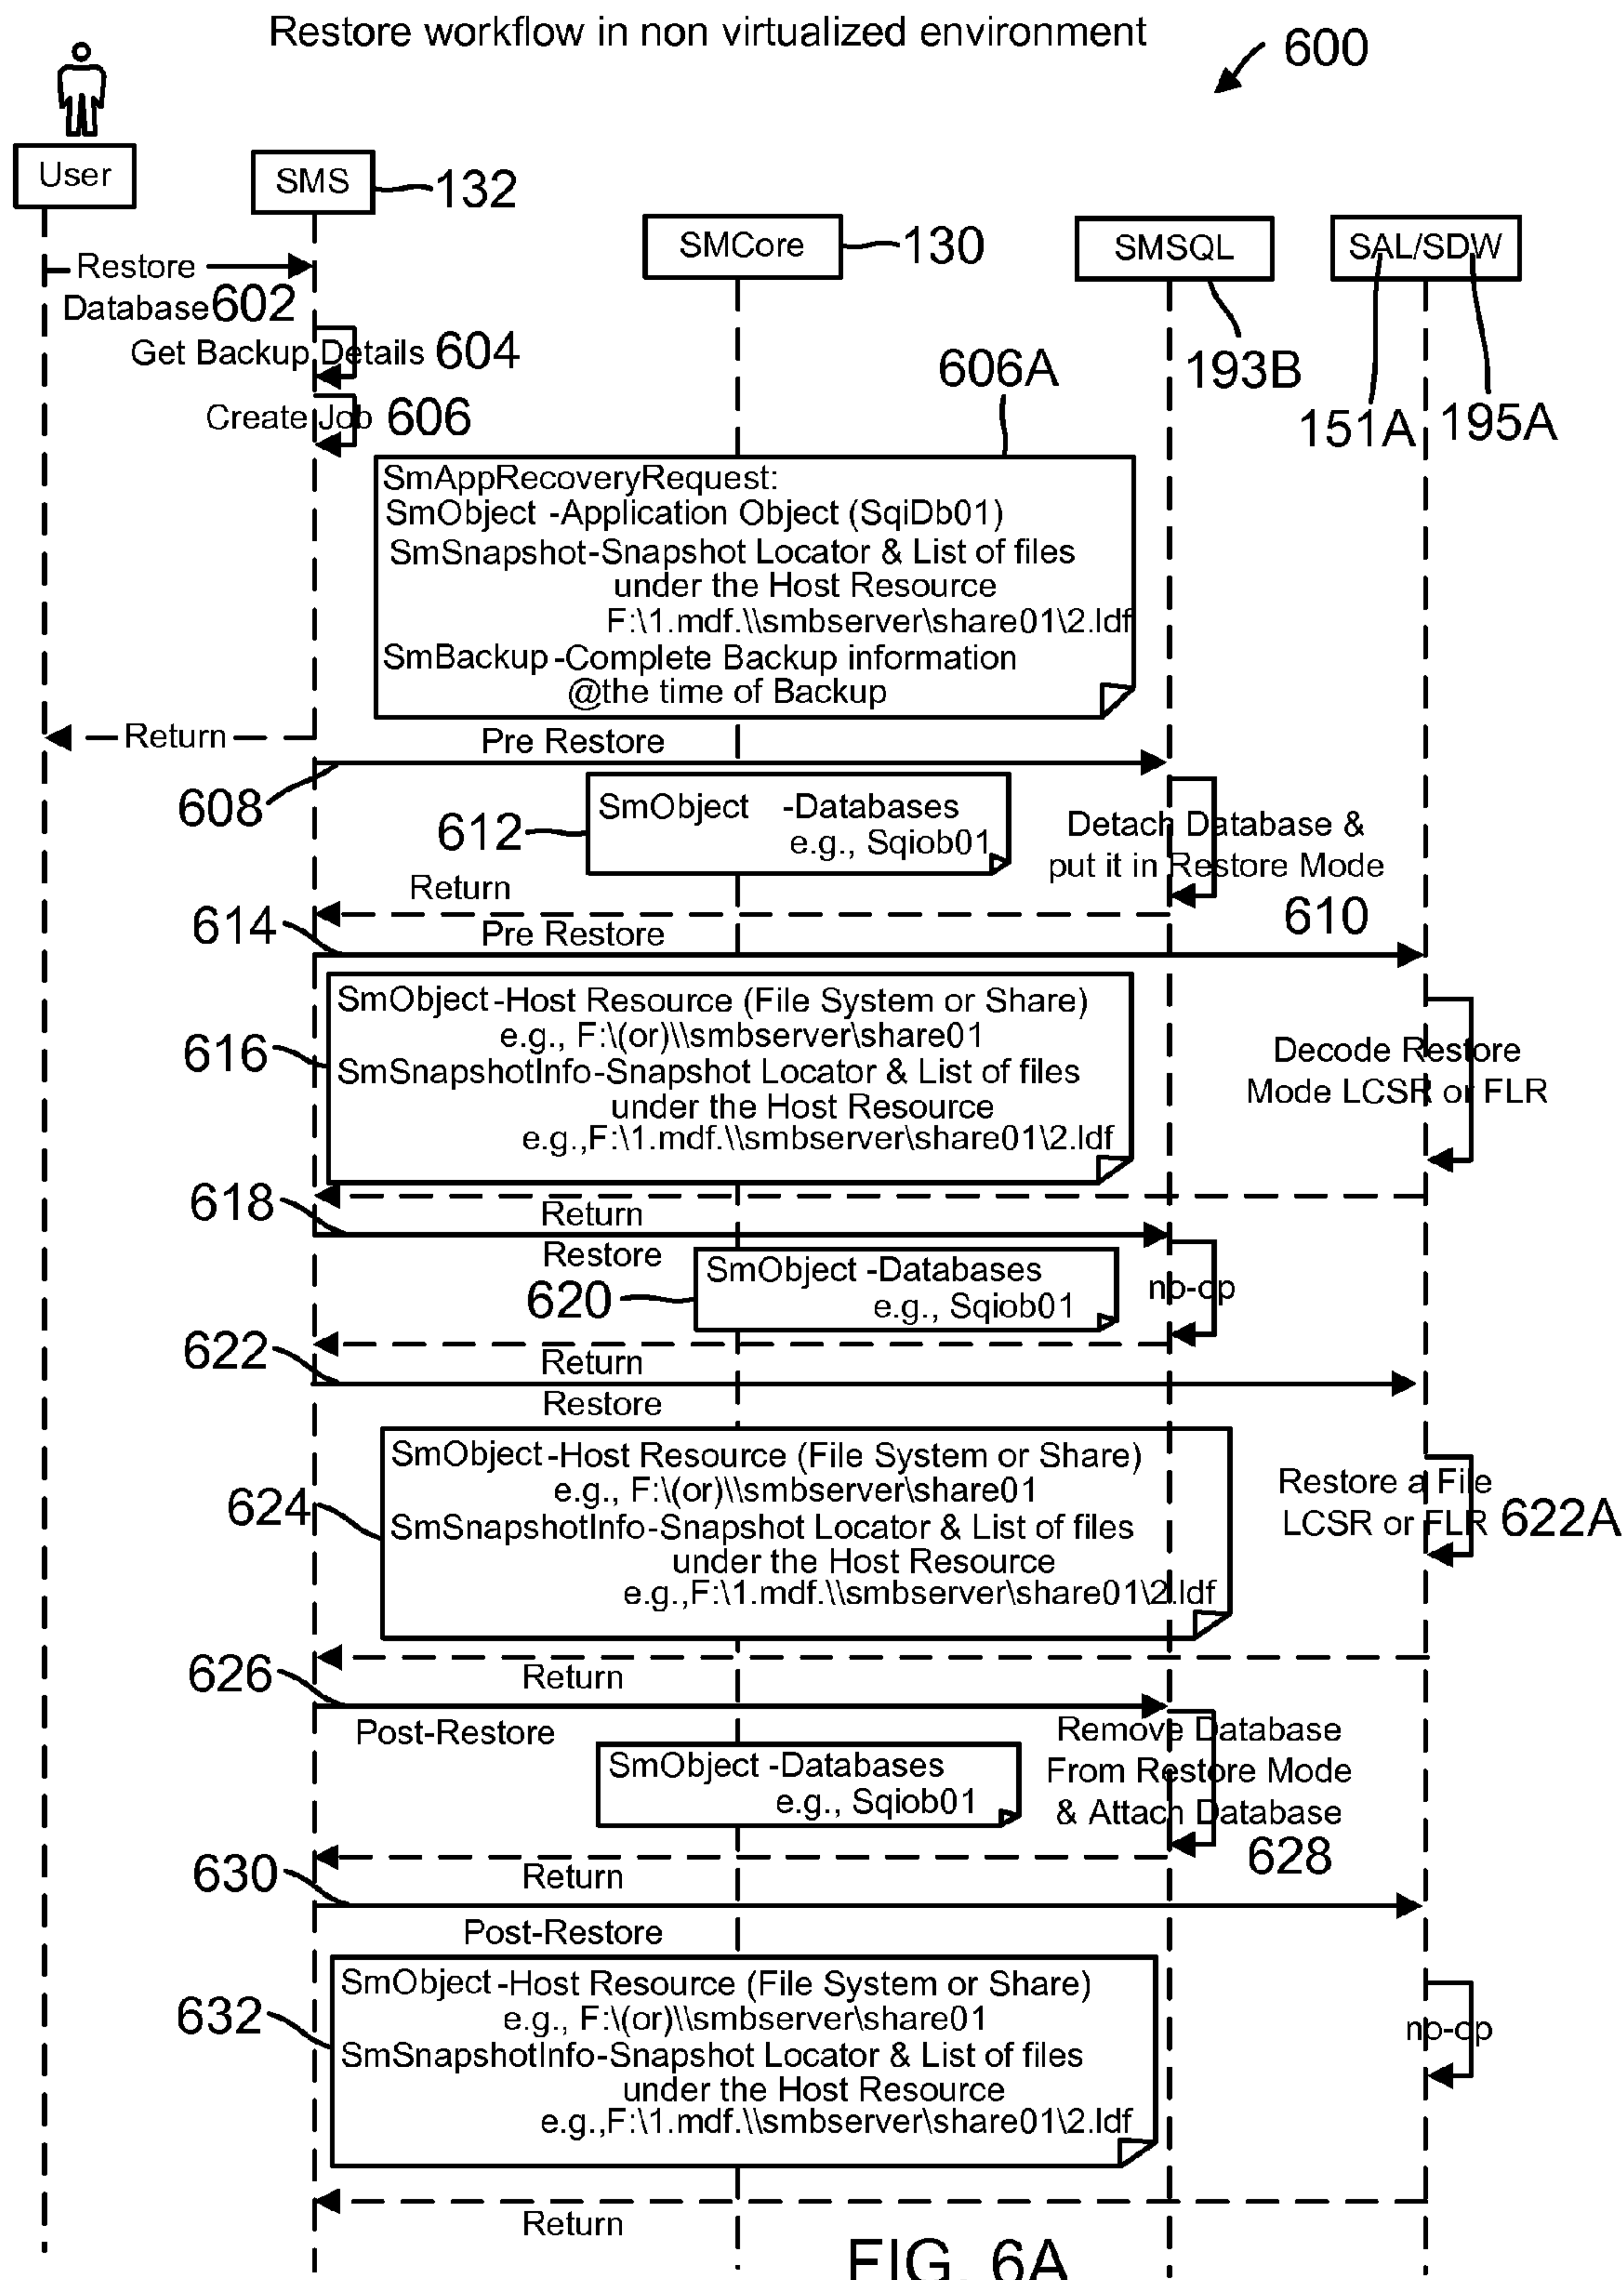 Restore workflow in non virtualized environment
600
User
SMS
132
SMCore
130
SMSQL
193B
SAL/SDW
151A
195A
Restore
Database
602
Get Backup Details 604
Create Job 606
606A
SmAppRecoveryRequest:
SmObject -Application Object (SqiDb01)
SmSnapshot-Snapshot Locator & List of files
under the Host Resource
F:\1.mdf.\\smbserver\share01\2.ldf
SmBackup-Complete Backup information
@the time of Backup
Return
Pre Restore
608
612
SmObject -Databases
e.g., Sqiob01
Detach Database &
put it in Restore Mode
610
Return
614
Pre Restore
616
SmObject-Host Resource (File System or Share)
e.g., F:\(or)\\smbserver\share01
SmSnapshotInfo-Snapshot Locator & List of files
under the Host Resource
e.g.,F:\1.mdf.\\smbserver\share01\2.ldf
Decode Restore
Mode LCSR or FLR
618
Return
Restore
620
SmObject -Databases
e.g., Sqiob01
no-op
622
Return
Restore
624
SmObject-Host Resource (File System or Share)
e.g., F:\(or)\\smbserver\share01
SmSnapshotInfo-Snapshot Locator & List of files
under the Host Resource
e.g.,F:\1.mdf.\\smbserver\share01\2.ldf
Restore a File
LCSR or FLR 622A
626
Return
Post-Restore
SmObject -Databases
e.g., Sqiob01
Remove Database
From Restore Mode
& Attach Database
628
630
Return
Post-Restore
632
SmObject-Host Resource (File System or Share)
e.g., F:\(or)\\smbserver\share01
SmSnapshotInfo-Snapshot Locator & List of files
under the Host Resource
e.g.,F:\1.mdf.\\smbserver\share01\2.ldf
no-op
Return
FIG. 6A